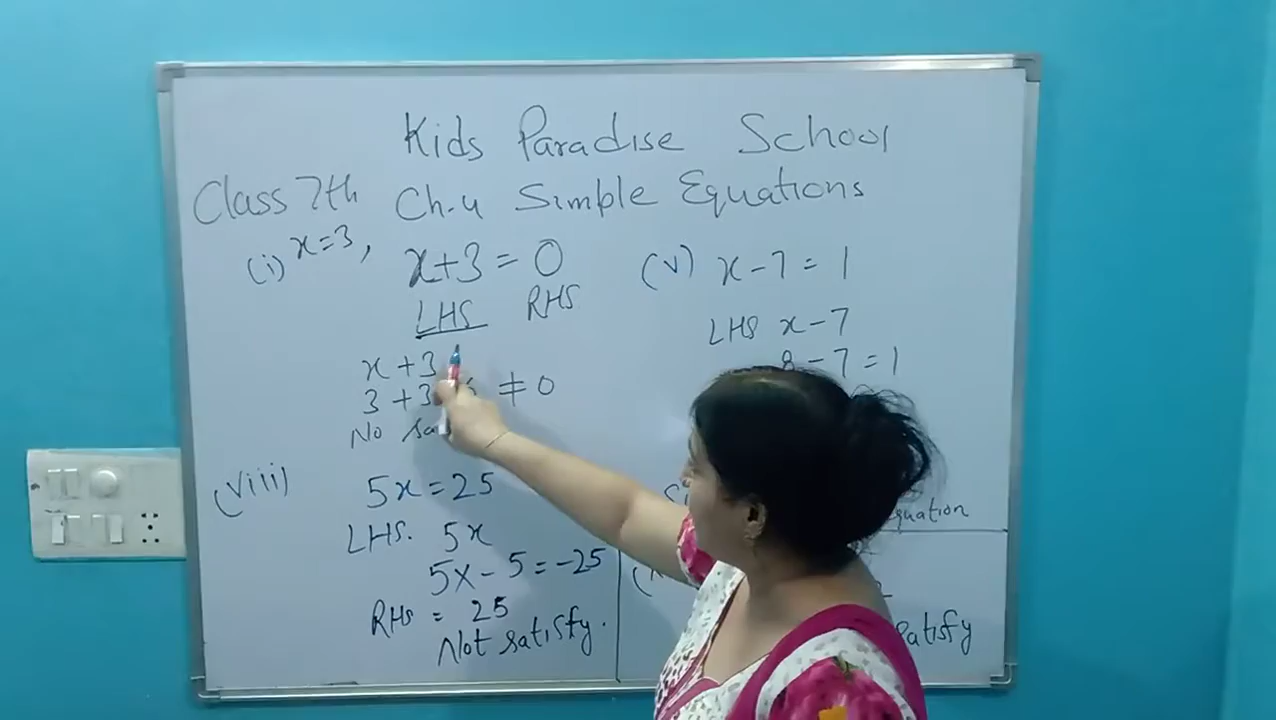 Kids Paradise School
Class 7th Ch.4 Simple Equations
(i) x=3, x+3=0
LHS RHS
x+3
3+3 ≠0
No
(viii) 5x=25
LHS. 5x
5x-5=-25
RHS = 25
Not satisfy.
(v) x-7=1
LHS x-7
8-7=1
quation
satisfy